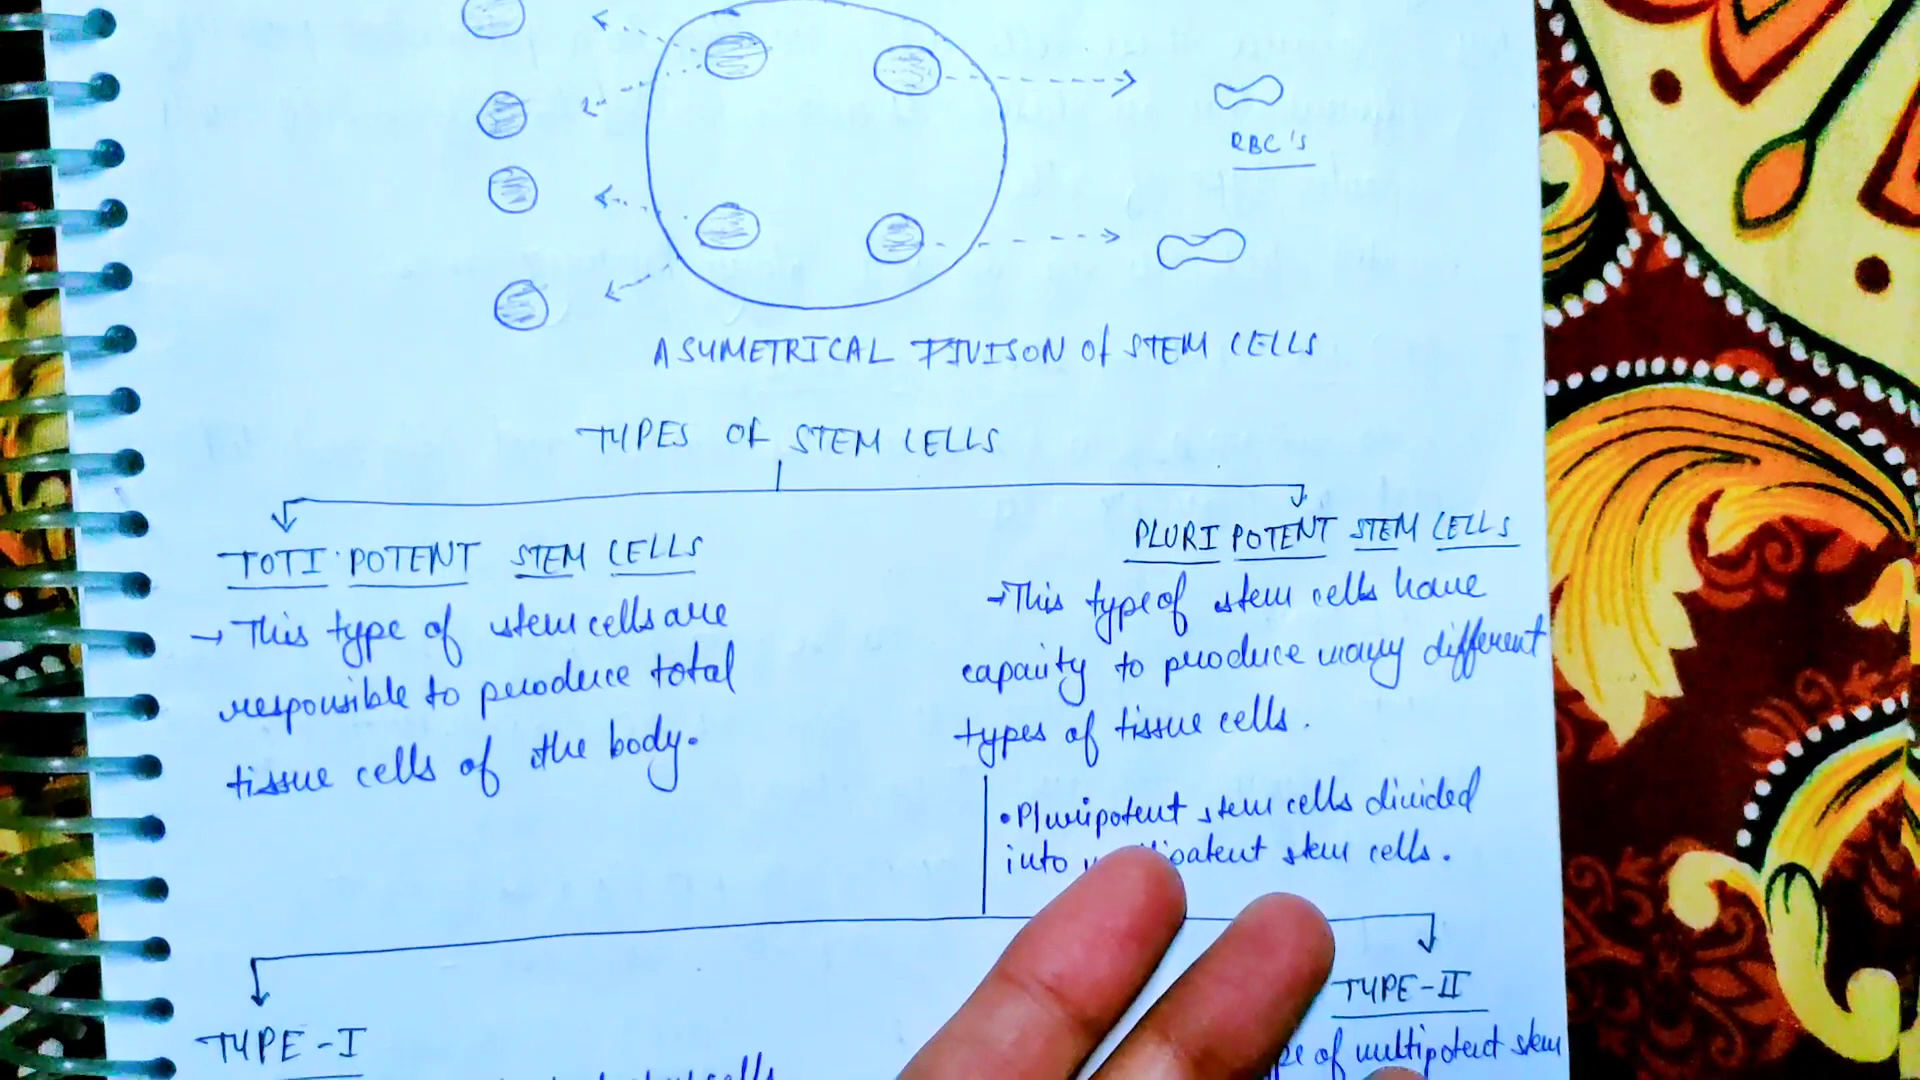 RBC's
ASYMETRICAL DIVISON Of STEM CELLS
TYPES Of STEM CELLS
TOTI POTENT STEM CELLS
→ This type of stem cells are
responsible to produce total
tissue cells of the body.
PLURI POTENT STEM CELLS
→ This type of stem cells have
capacity to produce many different
types of tissue cells.
• Pluripotent stem cells divided
into stem cells.
TYPE-I
cells
TYPE-II
of multipotent stem